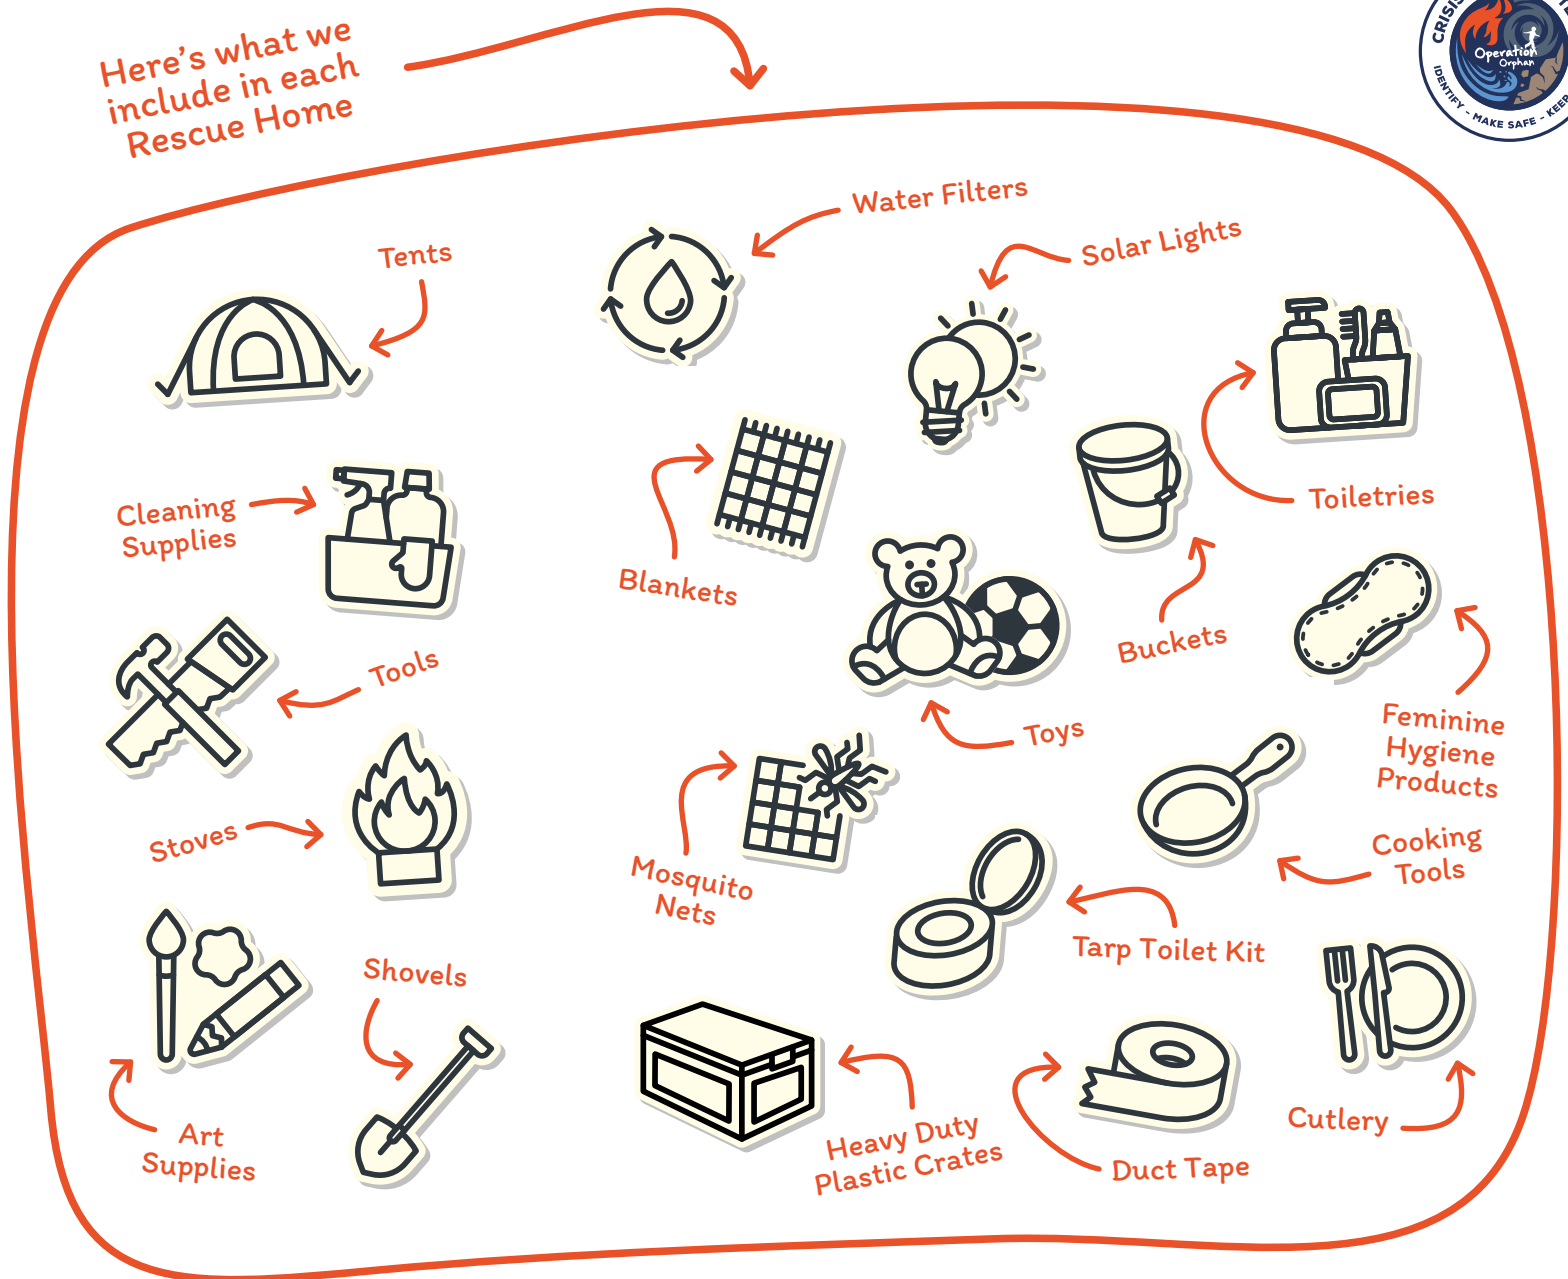 Here's what we
include in each
Rescue Home
Operation
Orphan
IDENTIFY - MAKE SAFE - KEEP
Water Filters
Solar Lights
Tents
Toiletries
Cleaning
Supplies
Blankets
Buckets
Tools
Toys
Feminine
Hygiene
Products
Stoves
Mosquito
Nets
Cooking
Tools
Tarp Toilet Kit
Shovels
Art
Supplies
Heavy Duty
Plastic Crates
Duct Tape
Cutlery